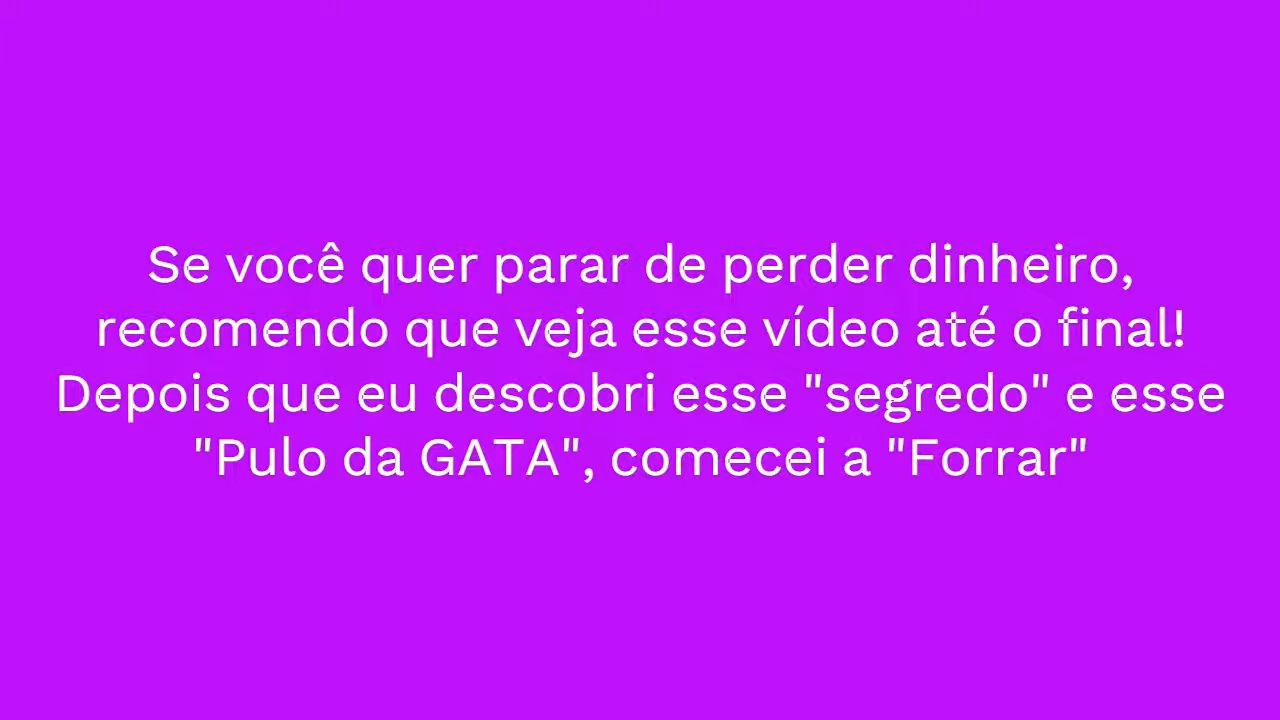 Se você quer parar de perder dinheiro,
recomendo que veja esse vídeo até o final!
Depois que eu descobri esse "segredo" e esse
"Pulo da GATA", comecei a "Forrar"